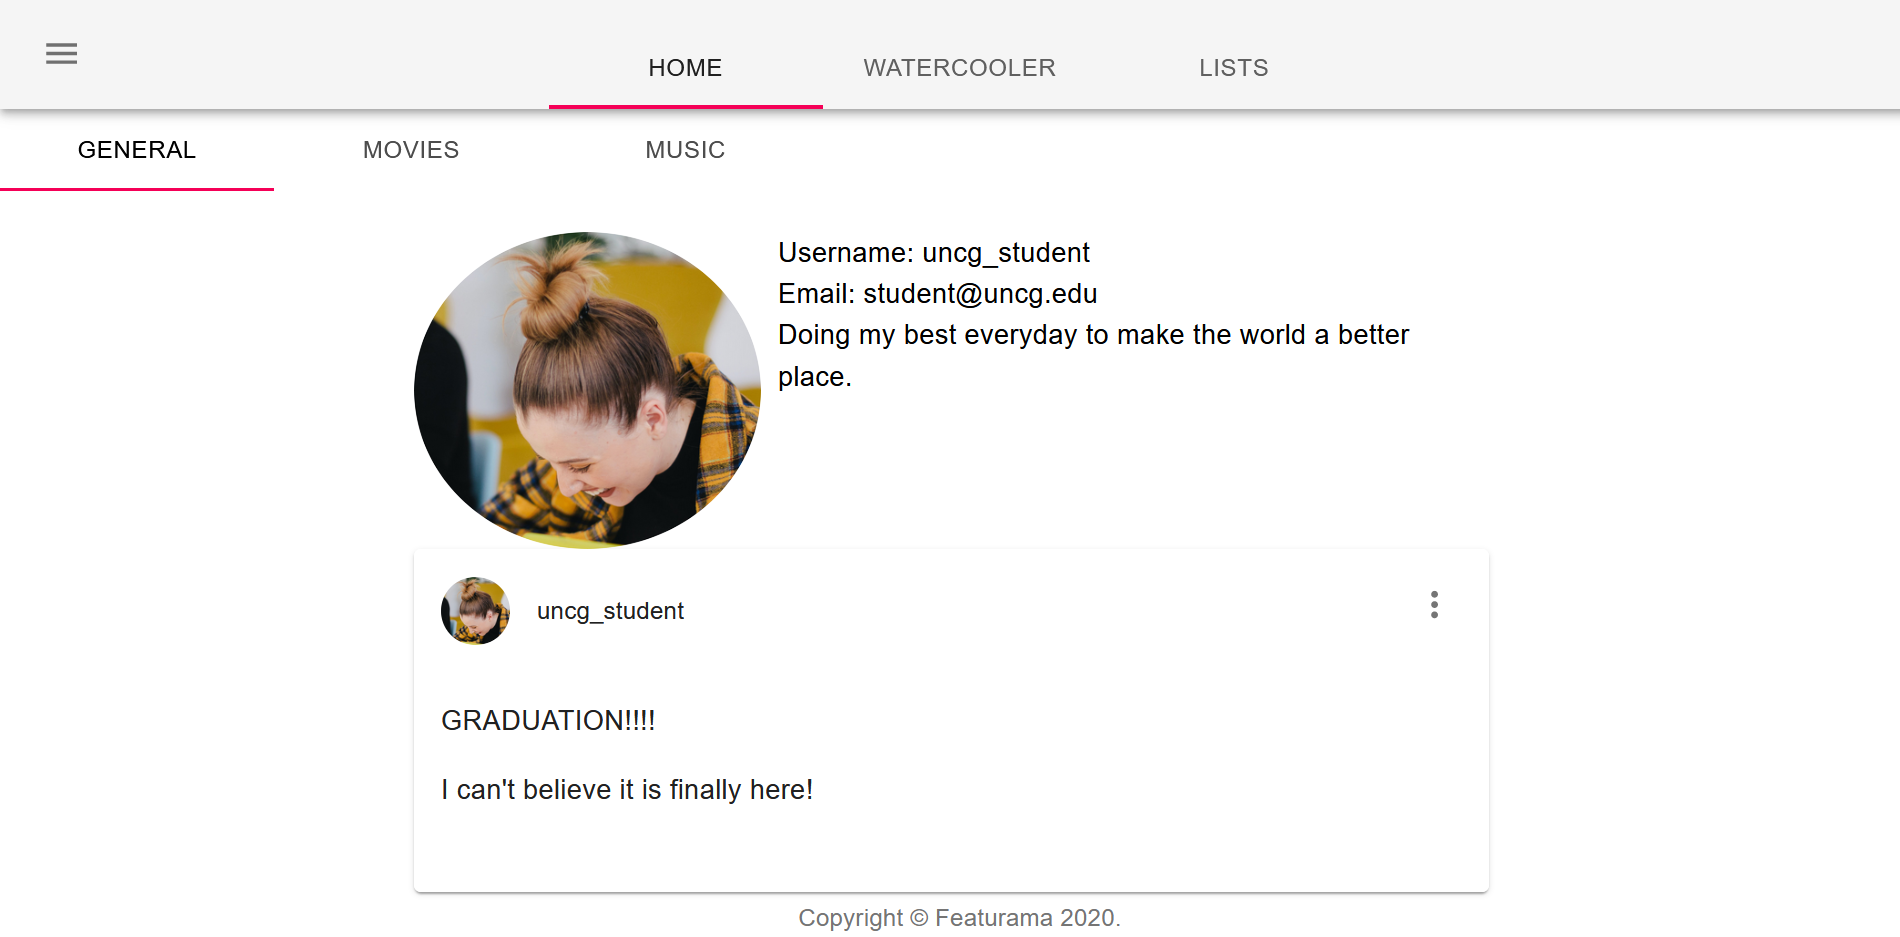 HOME WATERCOOLER LISTS
GENERAL MOVIES MUSIC
Username: uncg_student
Email: student@uncg.edu
Doing my best everyday to make the world a better
place.
uncg_student
GRADUATION!!!!
I can't believe it is finally here!
Copyright © Featurama 2020.